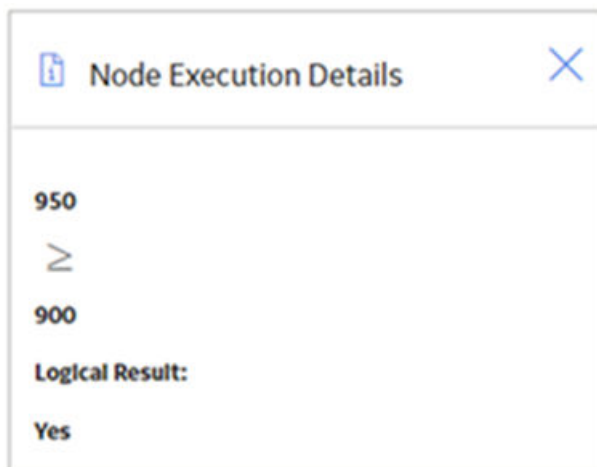 Node Execution Details
950
≥
900
Logical Result:
Yes